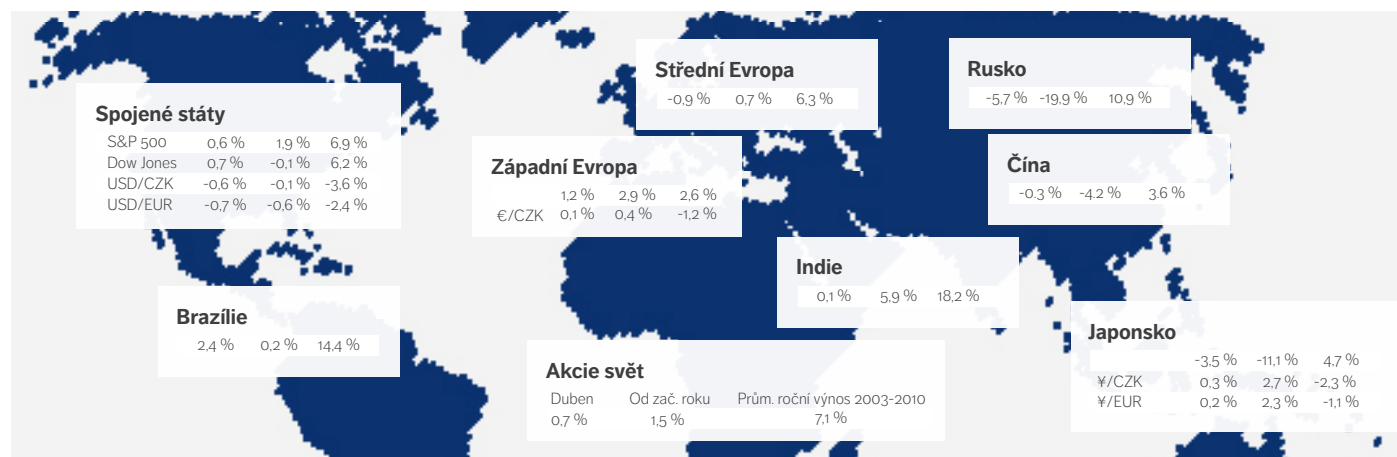 Spojené státy
S&P 500 0,6 % 1,9 % 6,9 %
Dow Jones 0,7 % -0,1 % 6,2 %
USD/CZK -0,6 % -0,1 % -3,6 %
USD/EUR -0,7 % -0,6 % -2,4 %
Střední Evropa
-0,9 % 0,7 % 6,3 %
Rusko
-5,7 % -19,9 % 10,9 %
Západní Evropa
1,2 % 2,9 % 2,6 %
€/CZK 0,1 % 0,4 % -1,2 %
Čína
-0.3 % -4.2 % 3.6 %
Indie
0,1 % 5,9 % 18,2 %
Brazílie
2,4 % 0,2 % 14,4 %
Akcie svět
Duben Od zač. roku Prům. roční výnos 2003-2010
0,7 % 1,5 % 7,1 %
Japonsko
-3.5 % -11,1 % 4.7 %
¥/CZK 0.3 % 2,7 % -2.3 %
¥/EUR 0,2 % 2,3 % -1,1 %